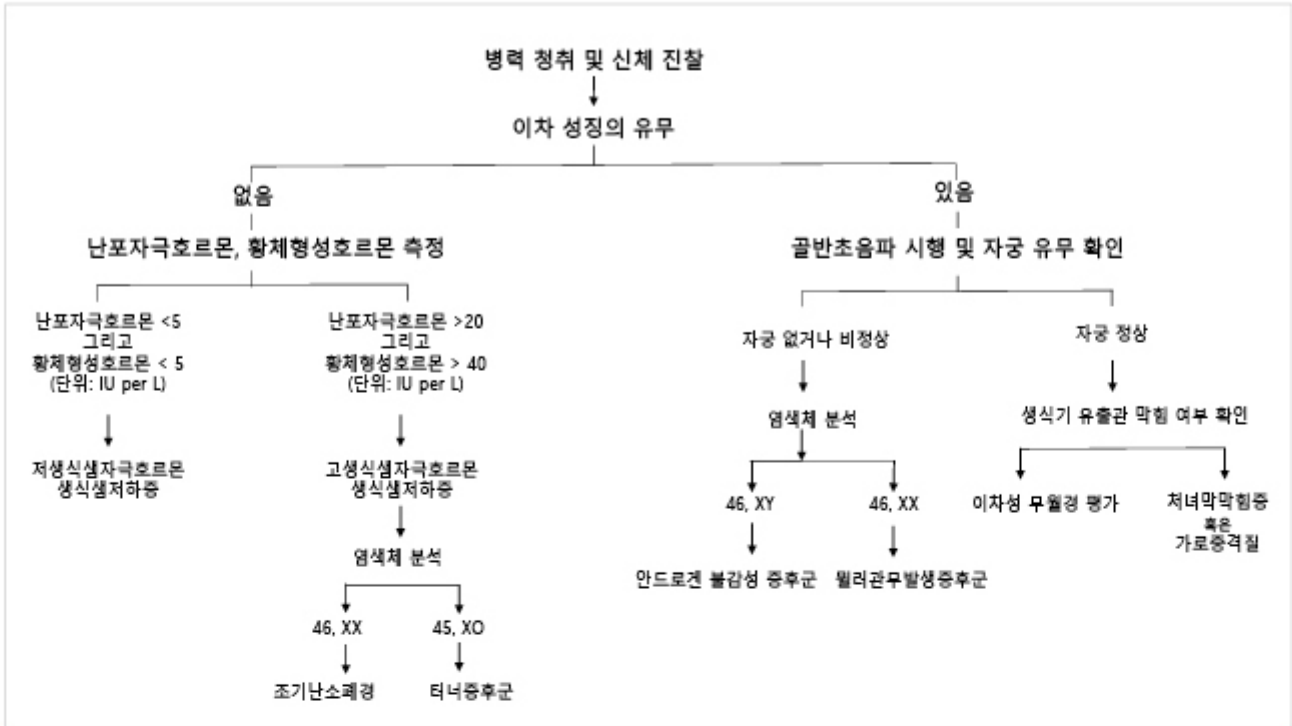 병력 청취 및 신체 진찰
이차 성징의 유무
없음
있음
난포자극호르몬, 황체형성호르몬 측정
골반초음파 시행 및 자궁 유무 확인
난포자극호르몬 <5
그리고
황체형성호르몬 < 5
(단위: IU per L)
난포자극호르몬 >20
그리고
황체형성호르몬 > 40
(단위: IU per L)
자궁 없거나 비정상
자궁 정상
염색체 분석
생식기 유출관 막힘 여부 확인
저생식샘자극호르몬
생식샘저하증
고생식샘자극호르몬
생식샘저하증
46, XY
46, XX
이차성 무월경 평가
처녀막막힘증
혹은
가로중격질
염색체 분석
안드로겐 불감성 증후군
뮐러관무발생증후군
46, XX
45, XO
조기난소폐경
터너증후군